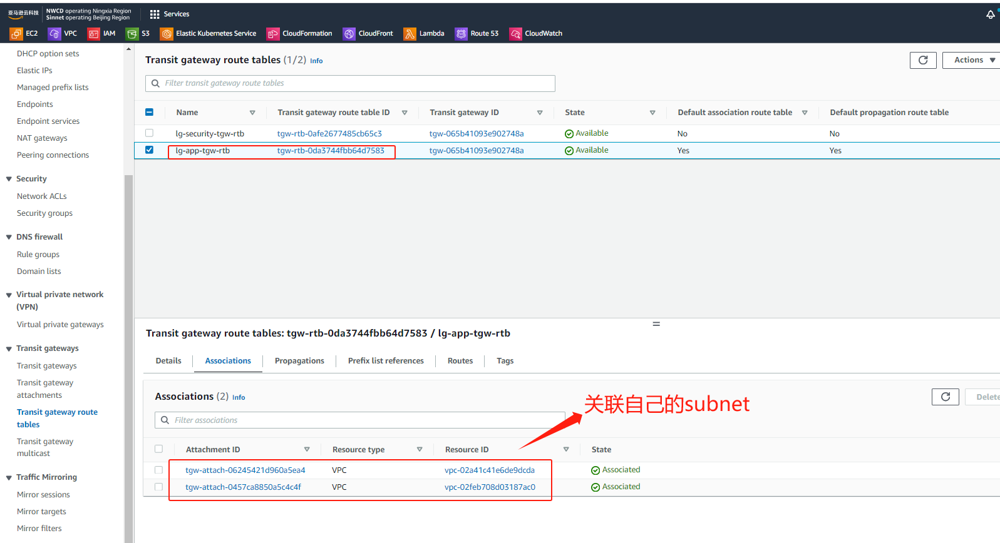 亚马逊云科技
NWCD operating Ningxia Region
Sinnet operating Beijing Region
Services
EC2 VPC IAM S3 Elastic Kubernetes Service CloudFormation CloudFront Lambda Route 53 CloudWatch
DHCP option sets
Elastic IPs
Managed prefix lists
Endpoints
Endpoint services
NAT gateways
Peering connections
Security
Network ACLs
Security groups
DNS firewall
Rule groups
Domain lists
Virtual private network
(VPN)
Virtual private gateways
Transit gateways
Transit gateways
Transit gateway
attachments
Transit gateway route
tables
Transit gateway
multicast
Traffic Mirroring
Mirror sessions
Mirror targets
Mirror filters
Transit gateway route tables (1/2) Info
Actions
Filter transit gateway route tables
Name Transit gateway route table ID Transit gateway ID State Default association route table Default propagation route table
lg-security-tgw-rtb tgw-rtb-0afe2677485cb65c3 tgw-065b41093e902748a Available No No
lg-app-tgw-rtb tgw-rtb-0da3744fbb64d7583 tgw-065b41093e902748a Available Yes Yes
Transit gateway route tables: tgw-rtb-0da3744fbb64d7583 / lg-app-tgw-rtb
Details Associations Propagations Prefix list references Routes Tags
Associations (2) Info
Delete
关联自己的subnet
Filter associations
Attachment ID Resource type Resource ID State
tgw-attach-06245421d960a5ea4 VPC vpc-02a41c41e6de9dcda Associated
tgw-attach-0457ca8850a5c4c4f VPC vpc-02feb708d03187ac0 Associated